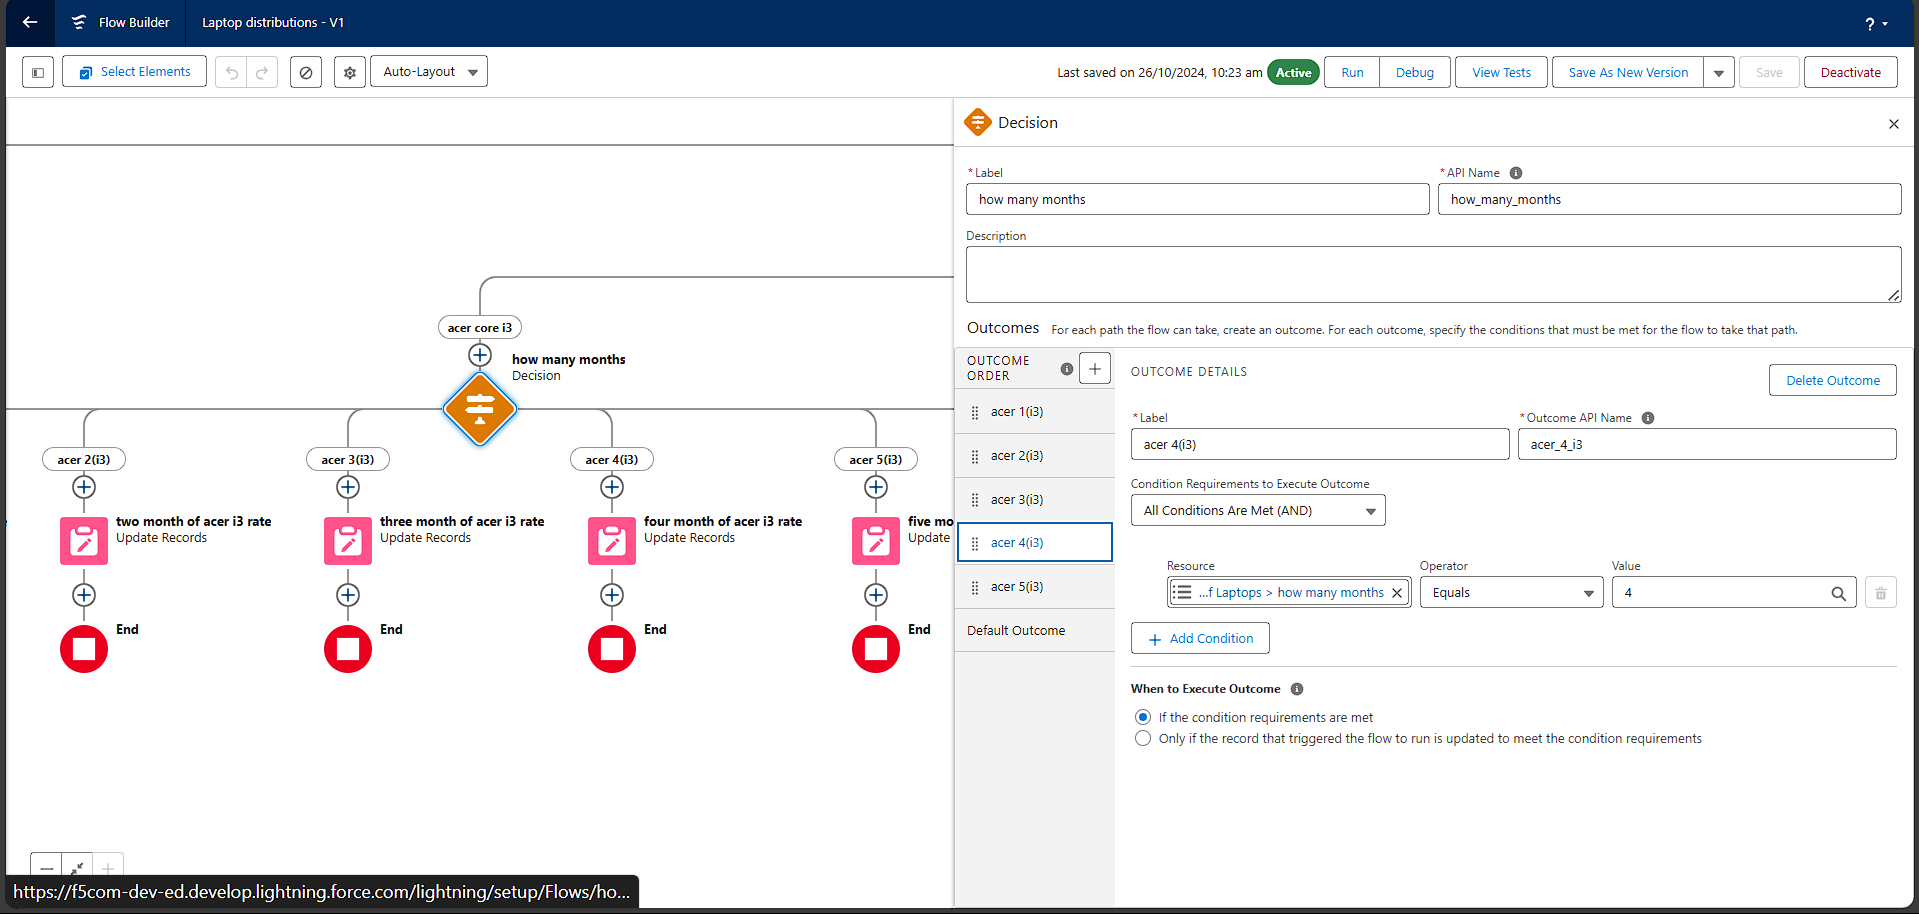 Flow Builder
Laptop distributions - V1
?
Select Elements
Auto-Layout
Last saved on 26/10/2024, 10:23 am
Active
Run
Debug
View Tests
Save As New Version
Save
Deactivate
acer core i3
how many months
Decision
acer 2(i3)
acer 3(i3)
acer 4(i3)
acer 5(i3)
two month of acer i3 rate
Update Records
three month of acer i3 rate
Update Records
four month of acer i3 rate
Update Records
five mo
Update
End
End
End
End
https://f5com-dev-ed.develop.lightning.force.com/lightning/setup/Flows/ho...
Decision
*Label
how many months
*API Name
how_many_months
Description
Outcomes
For each path the flow can take, create an outcome. For each outcome, specify the conditions that must be met for the flow to take that path.
OUTCOME
ORDER
acer 1(i3)
acer 2(i3)
acer 3(i3)
acer 4(i3)
acer 5(i3)
Default Outcome
OUTCOME DETAILS
Delete Outcome
*Label
acer 4(i3)
*Outcome API Name
acer_4_i3
Condition Requirements to Execute Outcome
All Conditions Are Met (AND)
Resource
...f Laptops > how many months
Operator
Equals
Value
4
Add Condition
When to Execute Outcome
If the condition requirements are met
Only if the record that triggered the flow to run is updated to meet the condition requirements